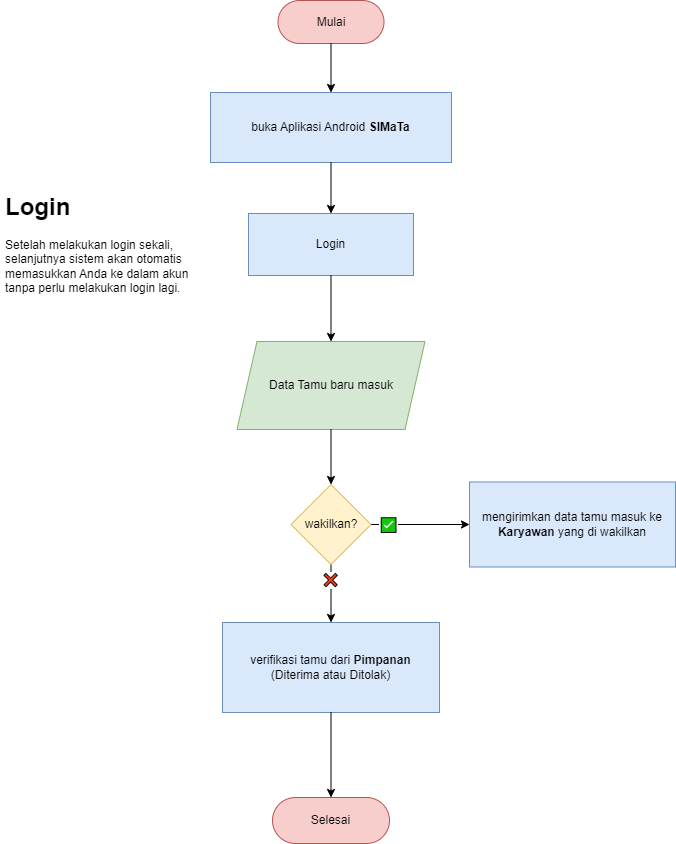 Mulai
buka Aplikasi Android SIMaTa
Login
Setelah melakukan login sekali,
selanjutnya sistem akan otomatis
memasukkan Anda ke dalam akun
tanpa perlu melakukan login lagi.
Login
Data Tamu baru masuk
wakilkan?
mengirimkan data tamu masuk ke
Karyawan yang di wakilkan
verifikasi tamu dari Pimpanan
(Diterima atau Ditolak)
Selesai